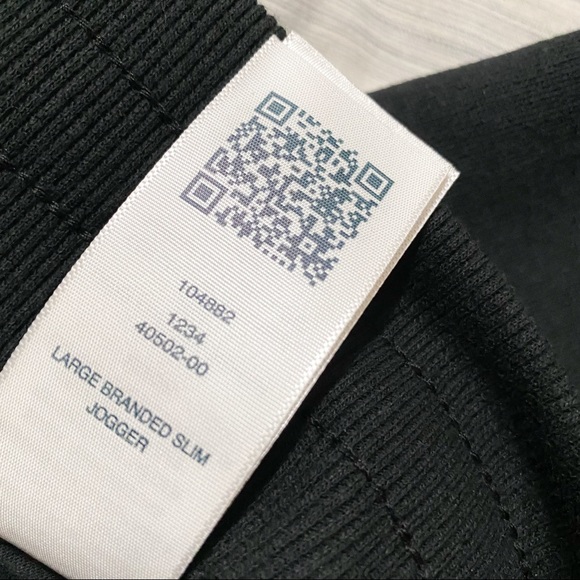 104882
1234
40502-00
LARGE BRANDED SLIM
JOGGER